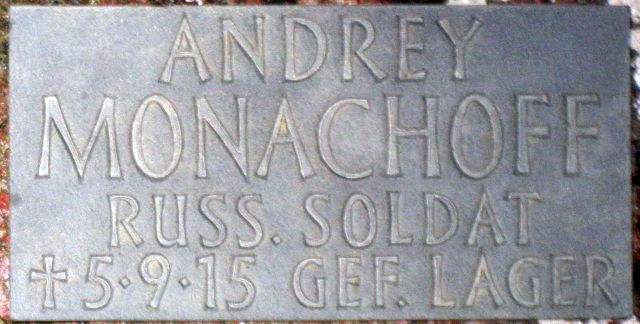 ANDREY
MONACHOFF
RUSS. SOLDAT
✝ 5·9·15 GEF. LAGER